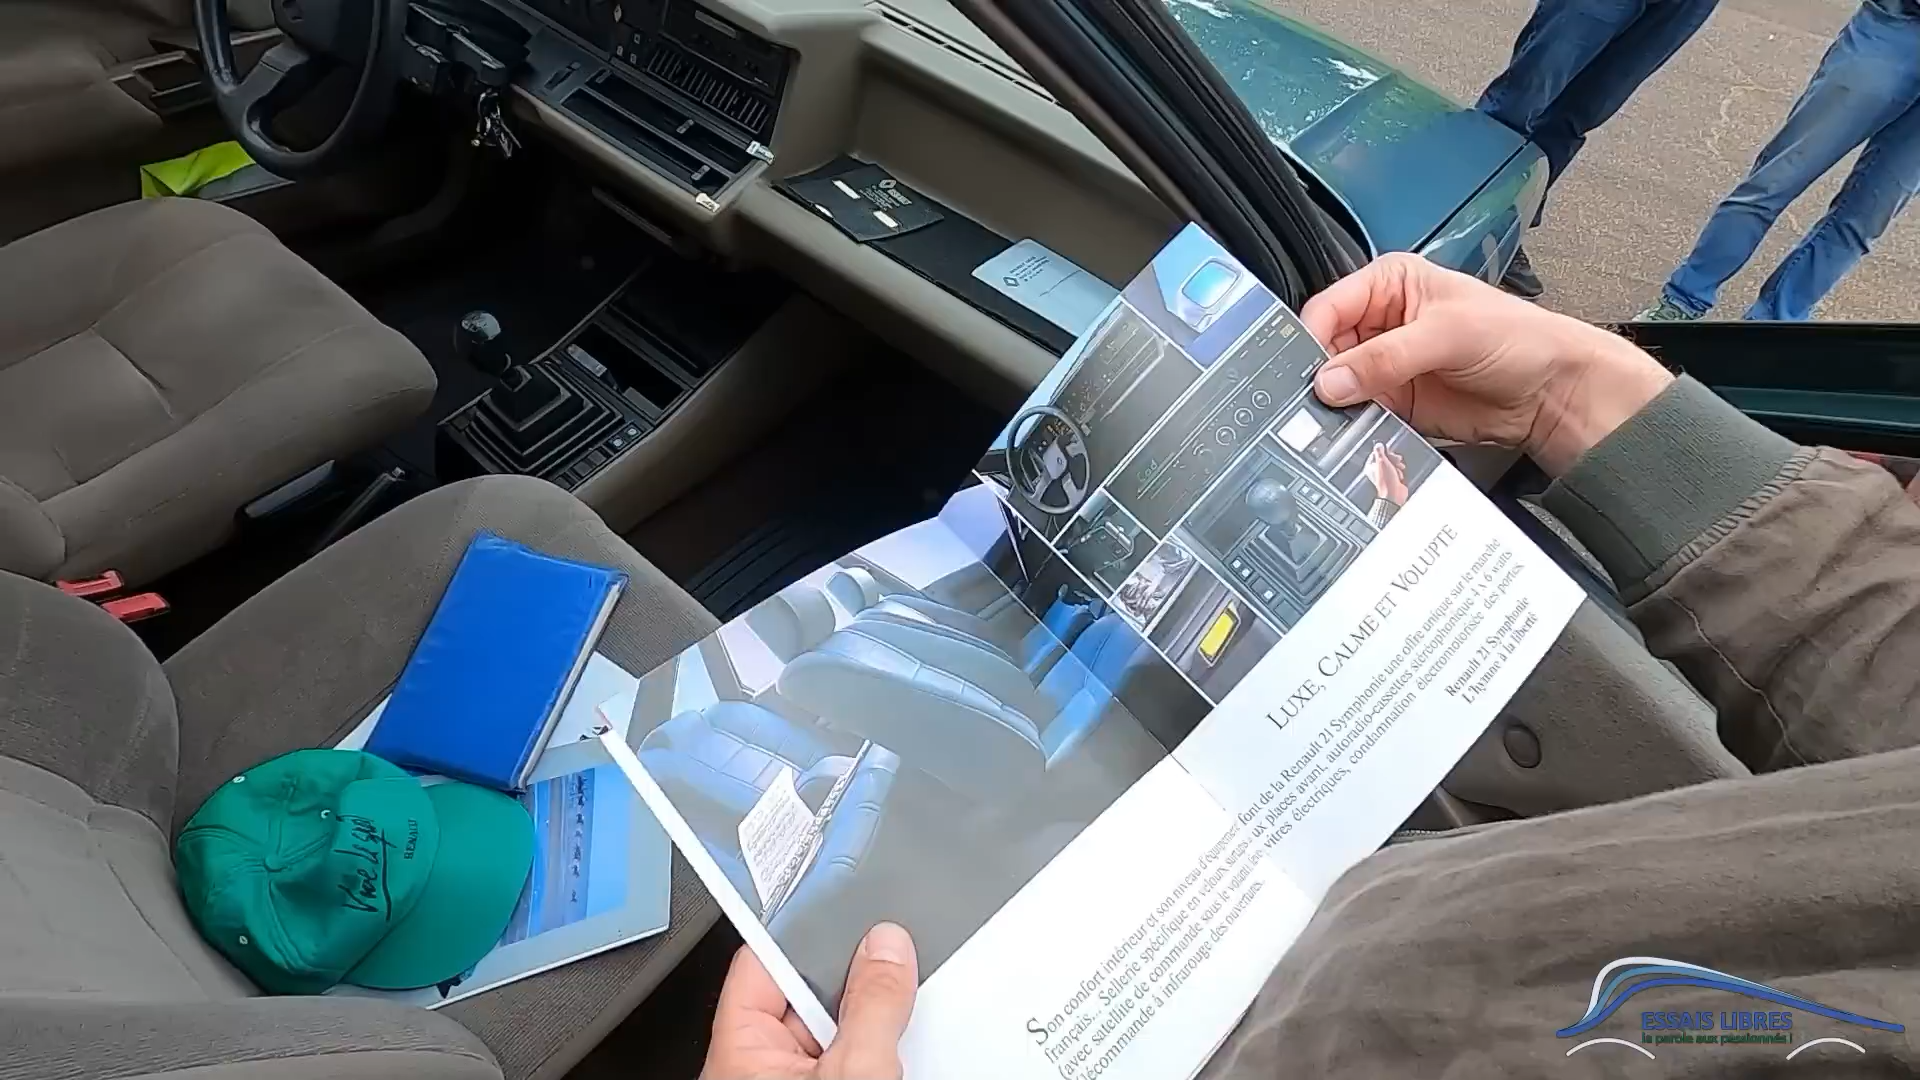 RENAULT
LUXE, CALME ET VOLUPTE
Son confort intérieur et son niveau d'équipement font de la Renault 21 Symphonie une offre unique sur le marché
français... Sellerie spécifique en velours, aux places avant, autoradio-cassettes stéréophonique 4 x 6 watts
(avec satellite de commande sous le volant), vitres électriques, condamnation électromotorisée des portes,
télécommande à infrarouge des ouvertures.
Renault 21 Symphonie
L'hymne à la liberté
RENAULT
ESSAIS LIBRES
la parole aux passionnés !